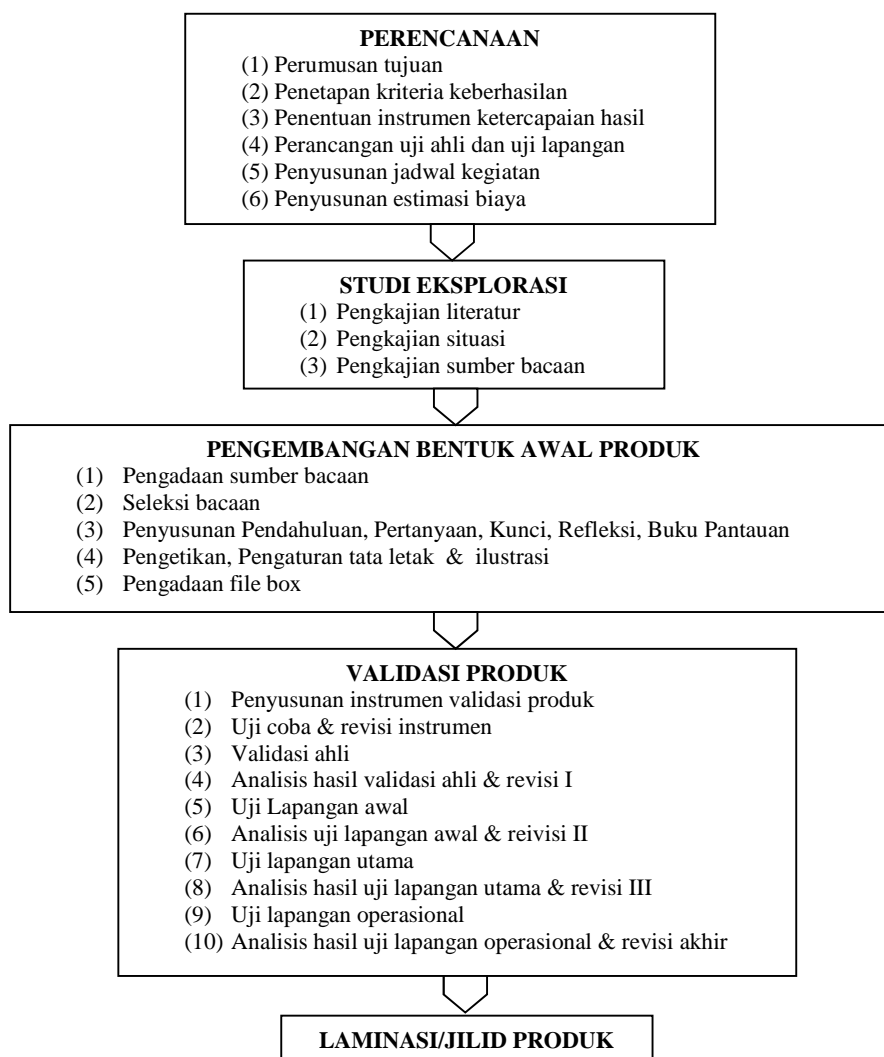 PERENCANAAN
(1) Perumusan tujuan
(2) Penetapan kriteria keberhasilan
(3) Penentuan instrumen ketercapaian hasil
(4) Perancangan uji ahli dan uji lapangan
(5) Penyusunan jadwal kegiatan
(6) Penyusunan estimasi biaya
STUDI EKSPLORASI
(1) Pengkajian literatur
(2) Pengkajian situasi
(3) Pengkajian sumber bacaan
PENGEMBANGAN BENTUK AWAL PRODUK
(1) Pengadaan sumber bacaan
(2) Seleksi bacaan
(3) Penyusunan Pendahuluan, Pertanyaan, Kunci, Refleksi, Buku Pantauan
(4) Pengetikan, Pengaturan tata letak & ilustrasi
(5) Pengadaan file box
VALIDASI PRODUK
(1) Penyusunan instrumen validasi produk
(2) Uji coba & revisi instrumen
(3) Validasi ahli
(4) Analisis hasil validasi ahli & revisi I
(5) Uji Lapangan awal
(6) Analisis uji lapangan awal & reivisi II
(7) Uji lapangan utama
(8) Analisis hasil uji lapangan utama & revisi III
(9) Uji lapangan operasional
(10) Analisis hasil uji lapangan operasional & revisi akhir
LAMINASI/JILID PRODUK